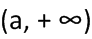 (a, + ∞)